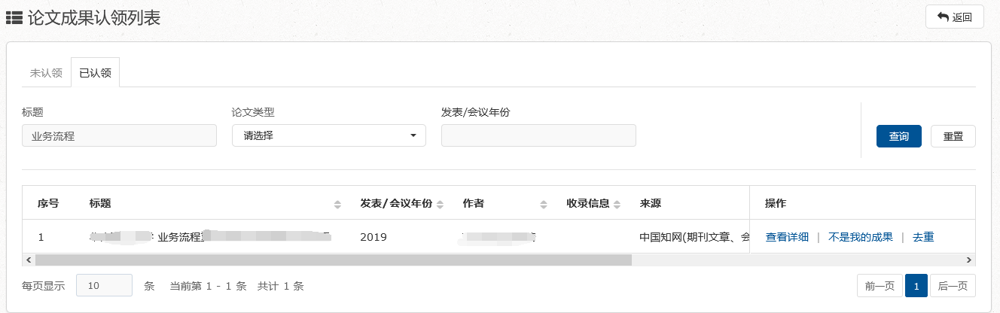 论文成果认领列表
返回
未认领 已认领
标题 论文类型 发表/会议年份
业务流程 请选择 查询 重置
序号 标题 发表/会议年份 作者 收录信息 来源 操作
1 业务流程 2019 中国知网(期刊文章、会 查看详细 | 不是我的成果 | 去重
每页显示 10 条 当前第 1 - 1 条 共计 1 条 前一页 1 后一页